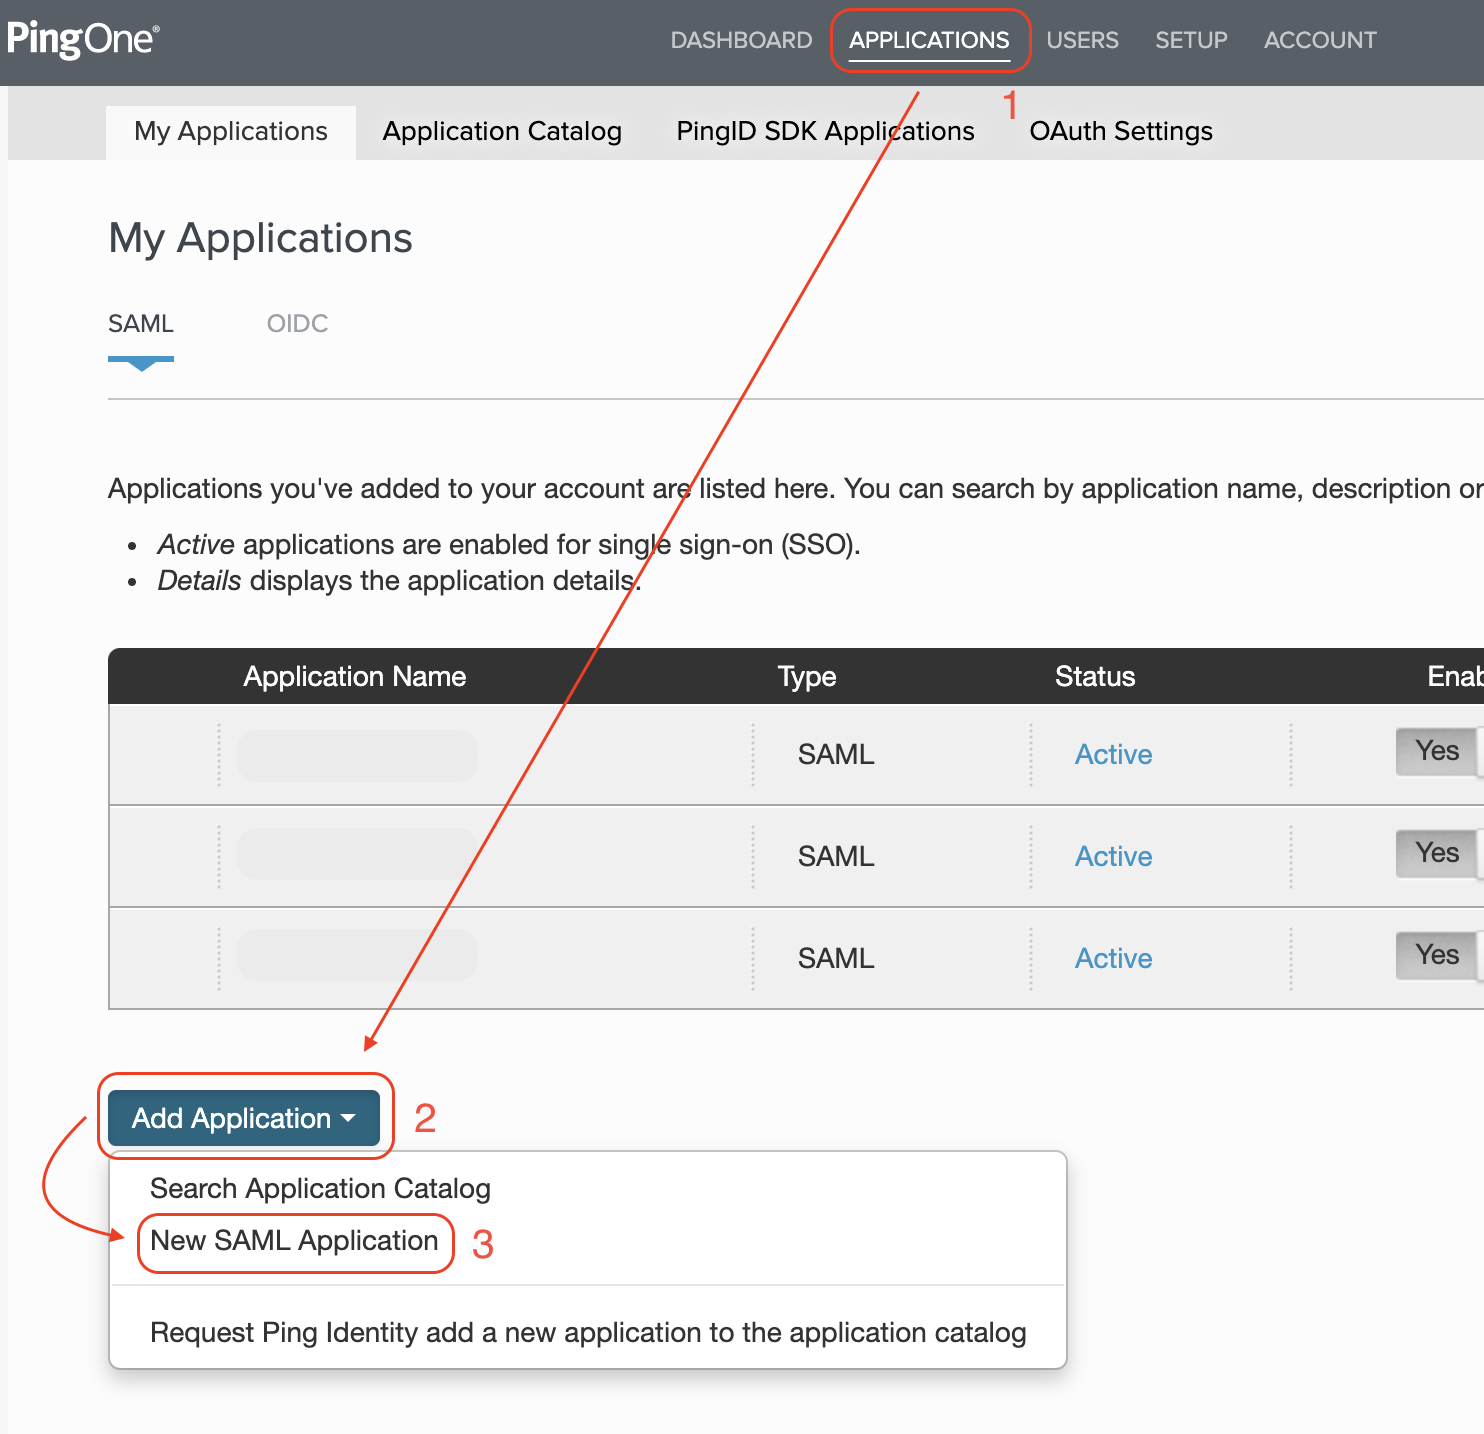 PingOne®
DASHBOARD APPLICATIONS USERS SETUP ACCOUNT
1
My Applications Application Catalog PingID SDK Applications OAuth Settings
My Applications
SAML OIDC
Applications you've added to your account are listed here. You can search by application name, description or
• Active applications are enabled for single sign-on (SSO).
• Details displays the application details.
Application Name Type Status Enab
SAML Active Yes
SAML Active Yes
SAML Active Yes
Add Application 2
Search Application Catalog
New SAML Application 3
Request Ping Identity add a new application to the application catalog